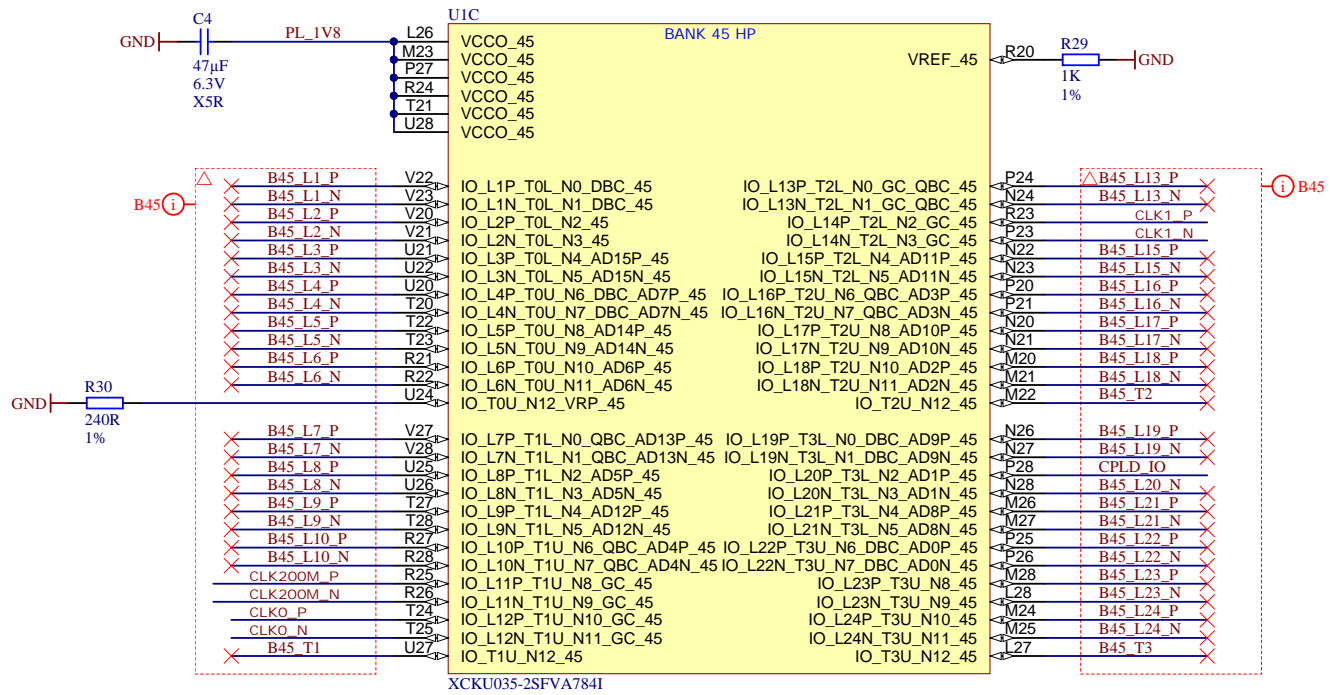 U1C
C4
GND
47µF
6.3V
X5R
PL_1V8
BANK 45 HP
L26 VCCO_45
M23 VCCO_45
P27 VCCO_45
R24 VCCO_45
T21 VCCO_45
U28 VCCO_45
VREF_45 R20
R29
1K
1%
GND
B45 i
B45_L1_P V22 IO_L1P_T0L_N0_DBC_45
B45_L1_N V23 IO_L1N_T0L_N1_DBC_45
B45_L2_P V20 IO_L2P_T0L_N2_45
B45_L2_N V21 IO_L2N_T0L_N3_45
B45_L3_P U21 IO_L3P_T0L_N4_AD15P_45
B45_L3_N U22 IO_L3N_T0L_N5_AD15N_45
B45_L4_P U20 IO_L4P_T0U_N6_DBC_AD7P_45
B45_L4_N T20 IO_L4N_T0U_N7_DBC_AD7N_45
B45_L5_P T22 IO_L5P_T0U_N8_AD14P_45
B45_L5_N T23 IO_L5N_T0U_N9_AD14N_45
B45_L6_P R21 IO_L6P_T0U_N10_AD6P_45
B45_L6_N R22 IO_L6N_T0U_N11_AD6N_45
U24 IO_T0U_N12_VRP_45
R30
GND
240R
1%
B45_L7_P V27 IO_L7P_T1L_N0_QBC_AD13P_45
B45_L7_N V28 IO_L7N_T1L_N1_QBC_AD13N_45
B45_L8_P U25 IO_L8P_T1L_N2_AD5P_45
B45_L8_N U26 IO_L8N_T1L_N3_AD5N_45
B45_L9_P T27 IO_L9P_T1L_N4_AD12P_45
B45_L9_N T28 IO_L9N_T1L_N5_AD12N_45
B45_L10_P R27 IO_L10P_T1U_N6_QBC_AD4P_45
B45_L10_N R28 IO_L10N_T1U_N7_QBC_AD4N_45
CLK200M_P R25 IO_L11P_T1U_N8_GC_45
CLK200M_N R26 IO_L11N_T1U_N9_GC_45
CLK0_P T24 IO_L12P_T1U_N10_GC_45
CLK0_N T25 IO_L12N_T1U_N11_GC_45
B45_T1 U27 IO_T1U_N12_45
IO_L13P_T2L_N0_GC_QBC_45 P24 B45_L13_P
IO_L13N_T2L_N1_GC_QBC_45 N24 B45_L13_N
IO_L14P_T2L_N2_GC_45 R23 CLK1_P
IO_L14N_T2L_N3_GC_45 P23 CLK1_N
IO_L15P_T2L_N4_AD11P_45 N22 B45_L15_P
IO_L15N_T2L_N5_AD11N_45 N23 B45_L15_N
IO_L16P_T2U_N6_QBC_AD3P_45 P20 B45_L16_P
IO_L16N_T2U_N7_QBC_AD3N_45 P21 B45_L16_N
IO_L17P_T2U_N8_AD10P_45 N20 B45_L17_P
IO_L17N_T2U_N9_AD10N_45 N21 B45_L17_N
IO_L18P_T2U_N10_AD2P_45 M20 B45_L18_P
IO_L18N_T2U_N11_AD2N_45 M21 B45_L18_N
IO_T2U_N12_45 M22 B45_T2
IO_L19P_T3L_N0_DBC_AD9P_45 N26 B45_L19_P
IO_L19N_T3L_N1_DBC_AD9N_45 N27 B45_L19_N
IO_L20P_T3L_N2_AD1P_45 P28 CPLD_IO
IO_L20N_T3L_N3_AD1N_45 N28 B45_L20_N
IO_L21P_T3L_N4_AD8P_45 M26 B45_L21_P
IO_L21N_T3L_N5_AD8N_45 M27 B45_L21_N
IO_L22P_T3U_N6_DBC_AD0P_45 P25 B45_L22_P
IO_L22N_T3U_N7_DBC_AD0N_45 P26 B45_L22_N
IO_L23P_T3U_N8_45 M28 B45_L23_P
IO_L23N_T3U_N9_45 L28 B45_L23_N
IO_L24P_T3U_N10_45 M24 B45_L24_P
IO_L24N_T3U_N11_45 M25 B45_L24_N
IO_T3U_N12_45 L27 B45_T3
i B45
XCKU035-2SFVA784I